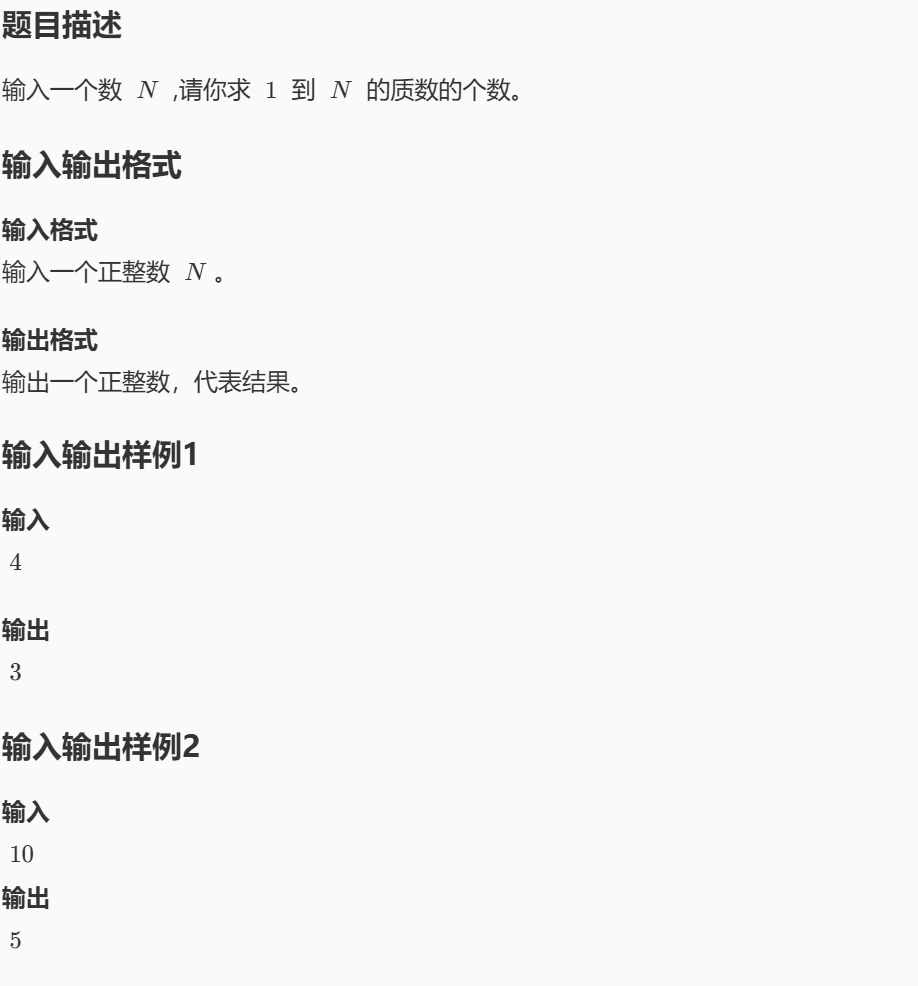 题目描述
输入一个数 N ,请你求 1 到 N 的质数的个数。
输入输出格式
输入格式
输入一个正整数 N 。
输出格式
输出一个正整数，代表结果。
输入输出样例1
输入
4
输出
3
输入输出样例2
输入
10
输出
5